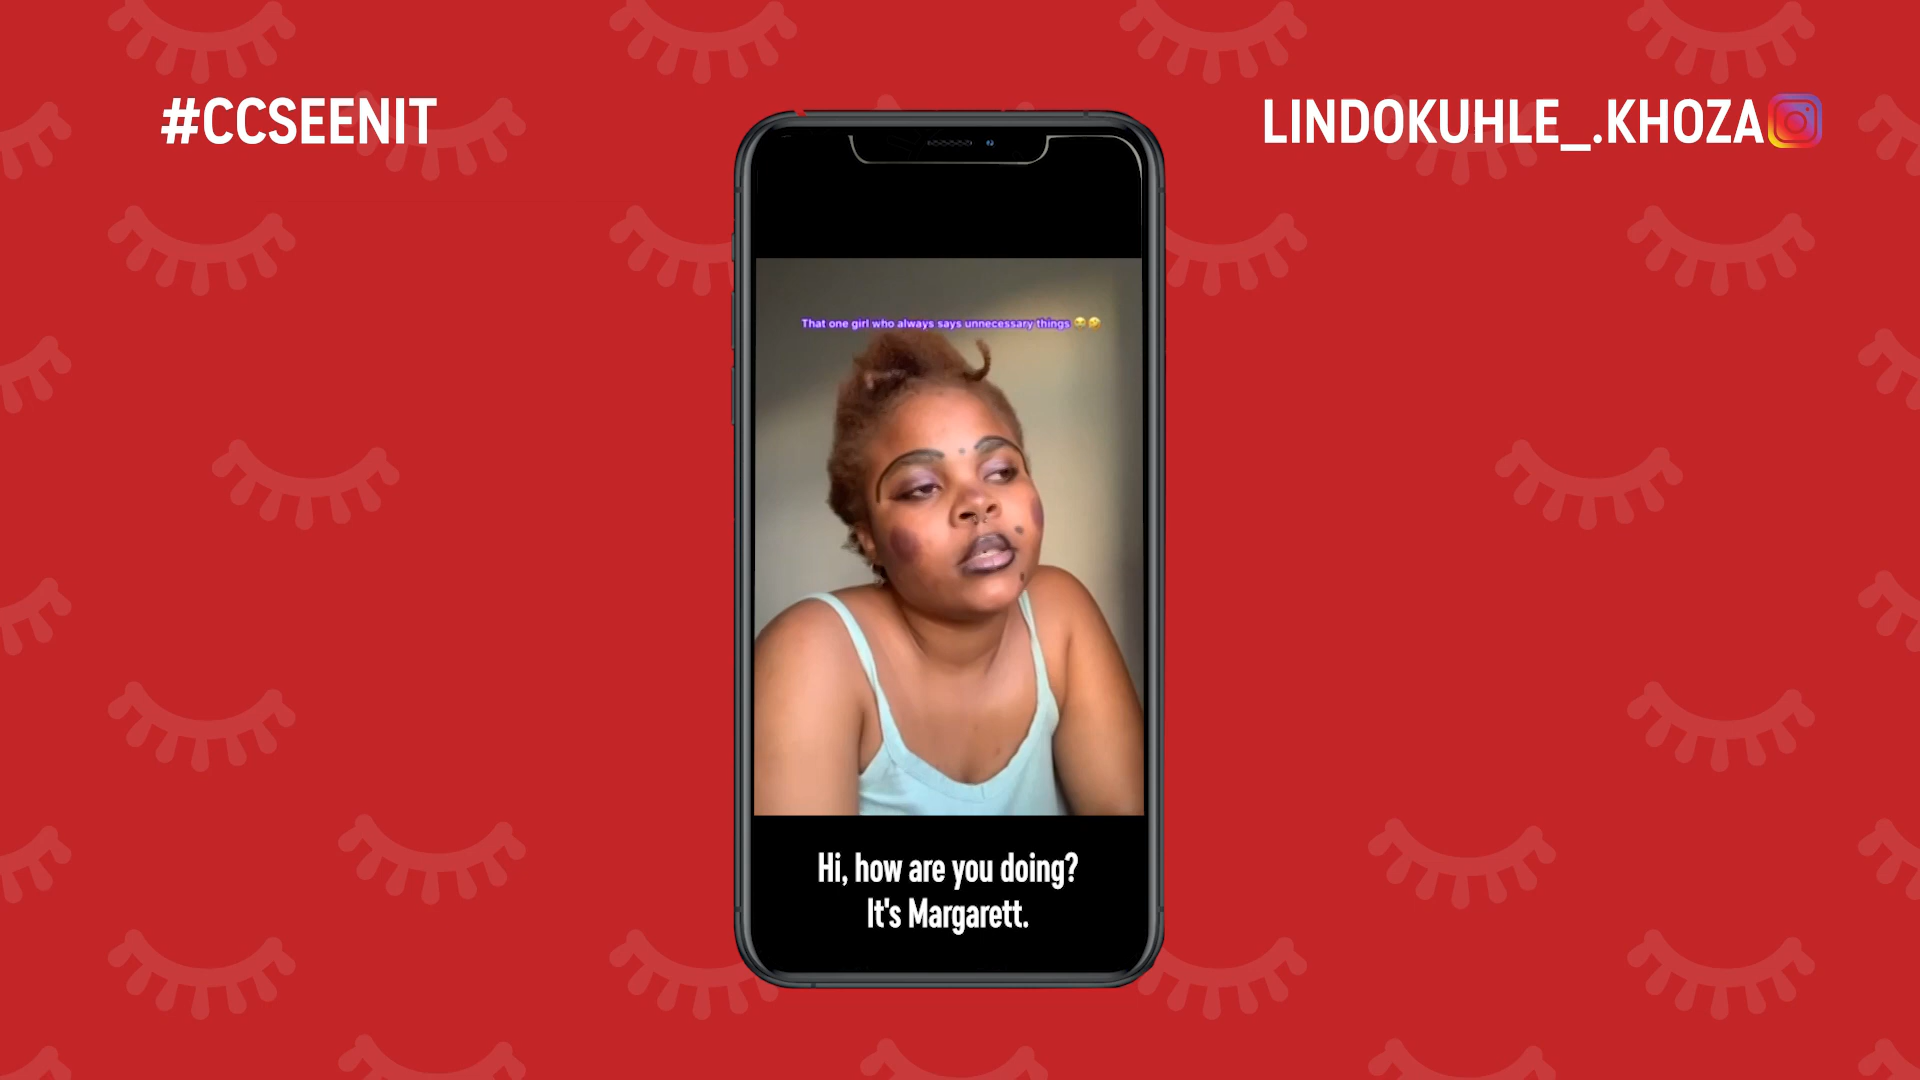 #CCSEENIT
LINDOKUHLE_.KHOZA
That one girl who always says unnecessary things 😭🤣
Hi, how are you doing?
It's Margarett.